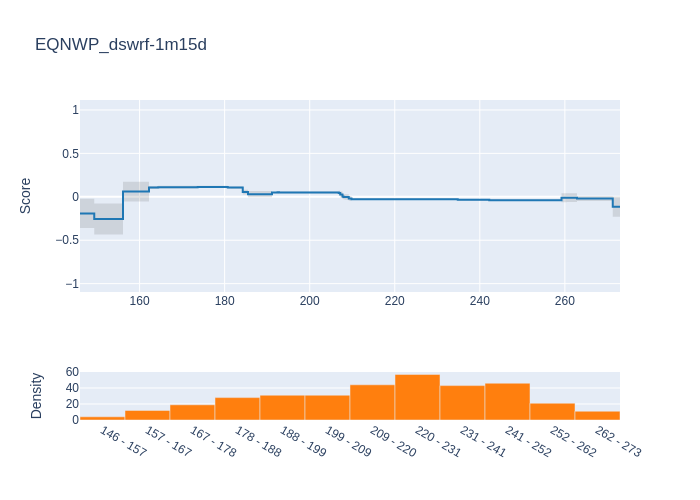 EQNWP_dswrf-1m15d
1
0.5
0
−0.5
−1
Score
160
180
200
220
240
260
60
40
20
0
Density
146 - 157
157 - 167
167 - 178
178 - 188
188 - 199
199 - 209
209 - 220
220 - 231
231 - 241
241 - 252
252 - 262
262 - 273